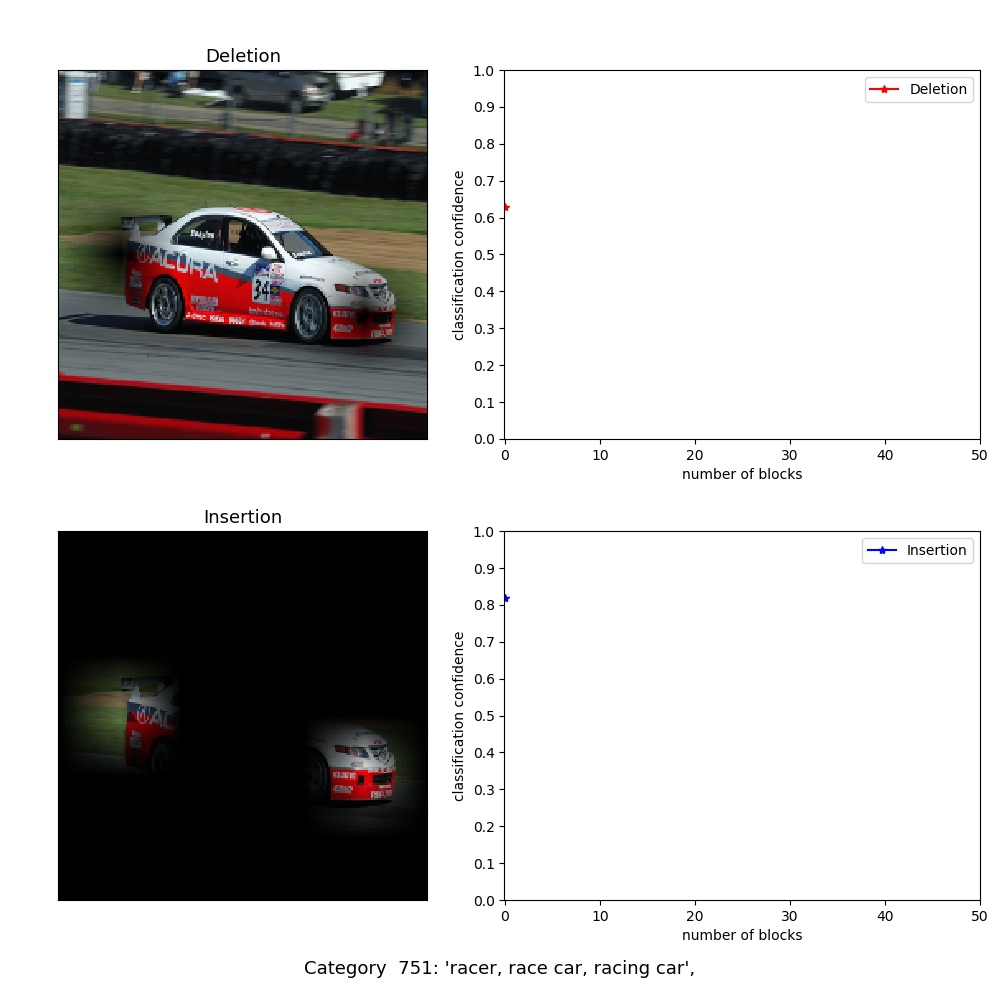 Deletion
ACURA
34
1.0
0.9
0.8
0.7
0.6
0.5
0.4
0.3
0.2
0.1
0.0
classification confidence
Deletion
0 10 20 30 40 50
number of blocks
Insertion
AC
1.0
0.9
0.8
0.7
0.6
0.5
0.4
0.3
0.2
0.1
0.0
classification confidence
Insertion
0 10 20 30 40 50
number of blocks
Category  751: 'racer, race car, racing car',